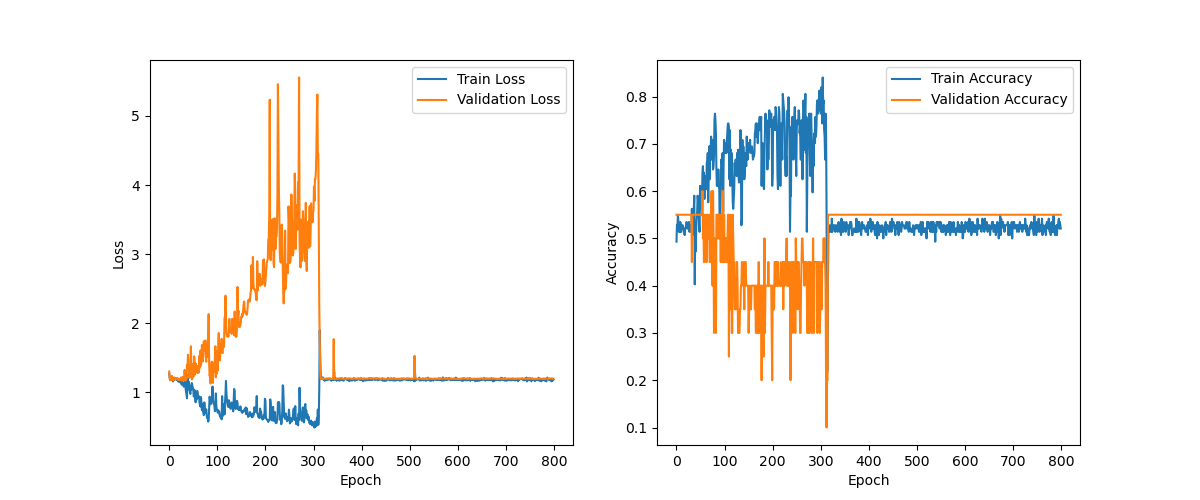 Train Loss
Validation Loss
5
4
3
2
1
Loss
0 100 200 300 400 500 600 700 800
Epoch
Train Accuracy
Validation Accuracy
0.8
0.7
0.6
0.5
0.4
0.3
0.2
0.1
Accuracy
0 100 200 300 400 500 600 700 800
Epoch